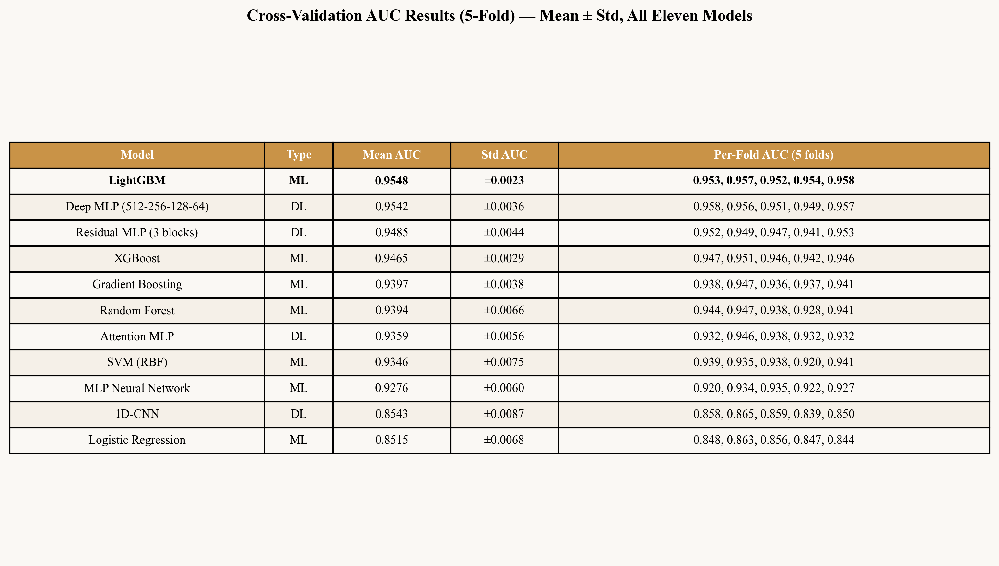 Cross-Validation AUC Results (5-Fold) — Mean ± Std, All Eleven Models
Model Type Mean AUC Std AUC Per-Fold AUC (5 folds)
LightGBM ML 0.9548 ±0.0023 0.953, 0.957, 0.952, 0.954, 0.958
Deep MLP (512-256-128-64) DL 0.9542 ±0.0036 0.958, 0.956, 0.951, 0.949, 0.957
Residual MLP (3 blocks) DL 0.9485 ±0.0044 0.952, 0.949, 0.947, 0.941, 0.953
XGBoost ML 0.9465 ±0.0029 0.947, 0.951, 0.946, 0.942, 0.946
Gradient Boosting ML 0.9397 ±0.0038 0.938, 0.947, 0.936, 0.937, 0.941
Random Forest ML 0.9394 ±0.0066 0.944, 0.947, 0.938, 0.928, 0.941
Attention MLP DL 0.9359 ±0.0056 0.932, 0.946, 0.938, 0.932, 0.932
SVM (RBF) ML 0.9346 ±0.0075 0.939, 0.935, 0.938, 0.920, 0.941
MLP Neural Network ML 0.9276 ±0.0060 0.920, 0.934, 0.935, 0.922, 0.927
1D-CNN DL 0.8543 ±0.0087 0.858, 0.865, 0.859, 0.839, 0.850
Logistic Regression ML 0.8515 ±0.0068 0.848, 0.863, 0.856, 0.847, 0.844